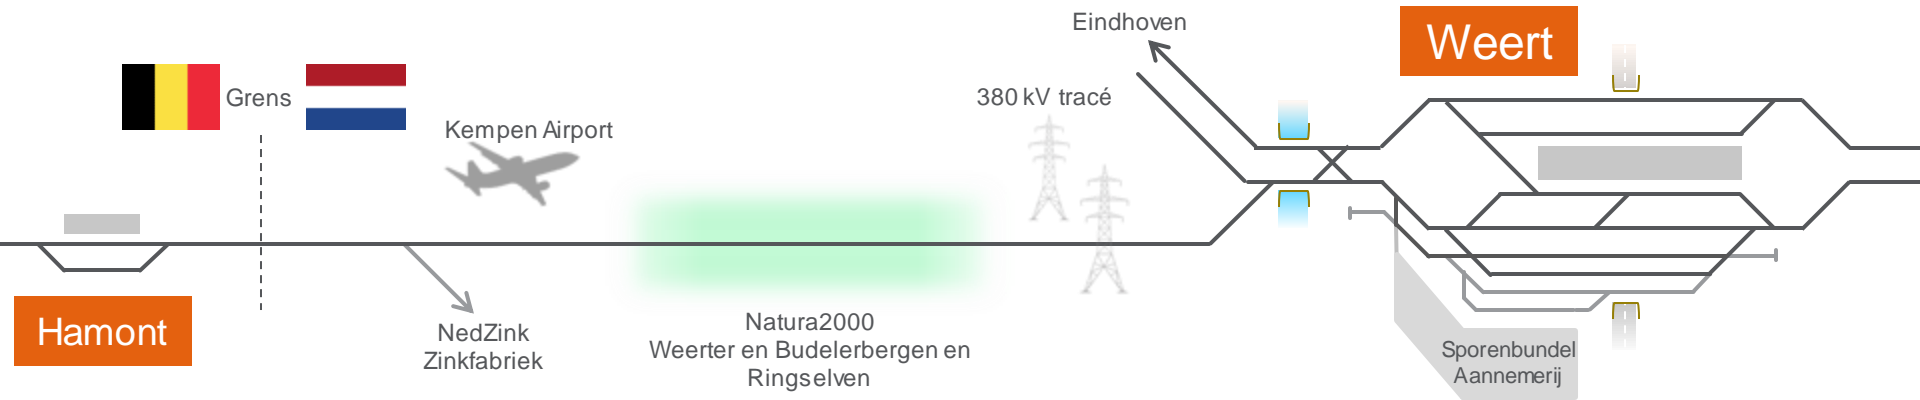 Eindhoven
Weert
380 kV tracé
Grens
Kempen Airport
Hamont
NedZink
Zinkfabriek
Natura2000
Weerter en Budelerbergen en
Ringselven
Sporenbundel
Aannemerij